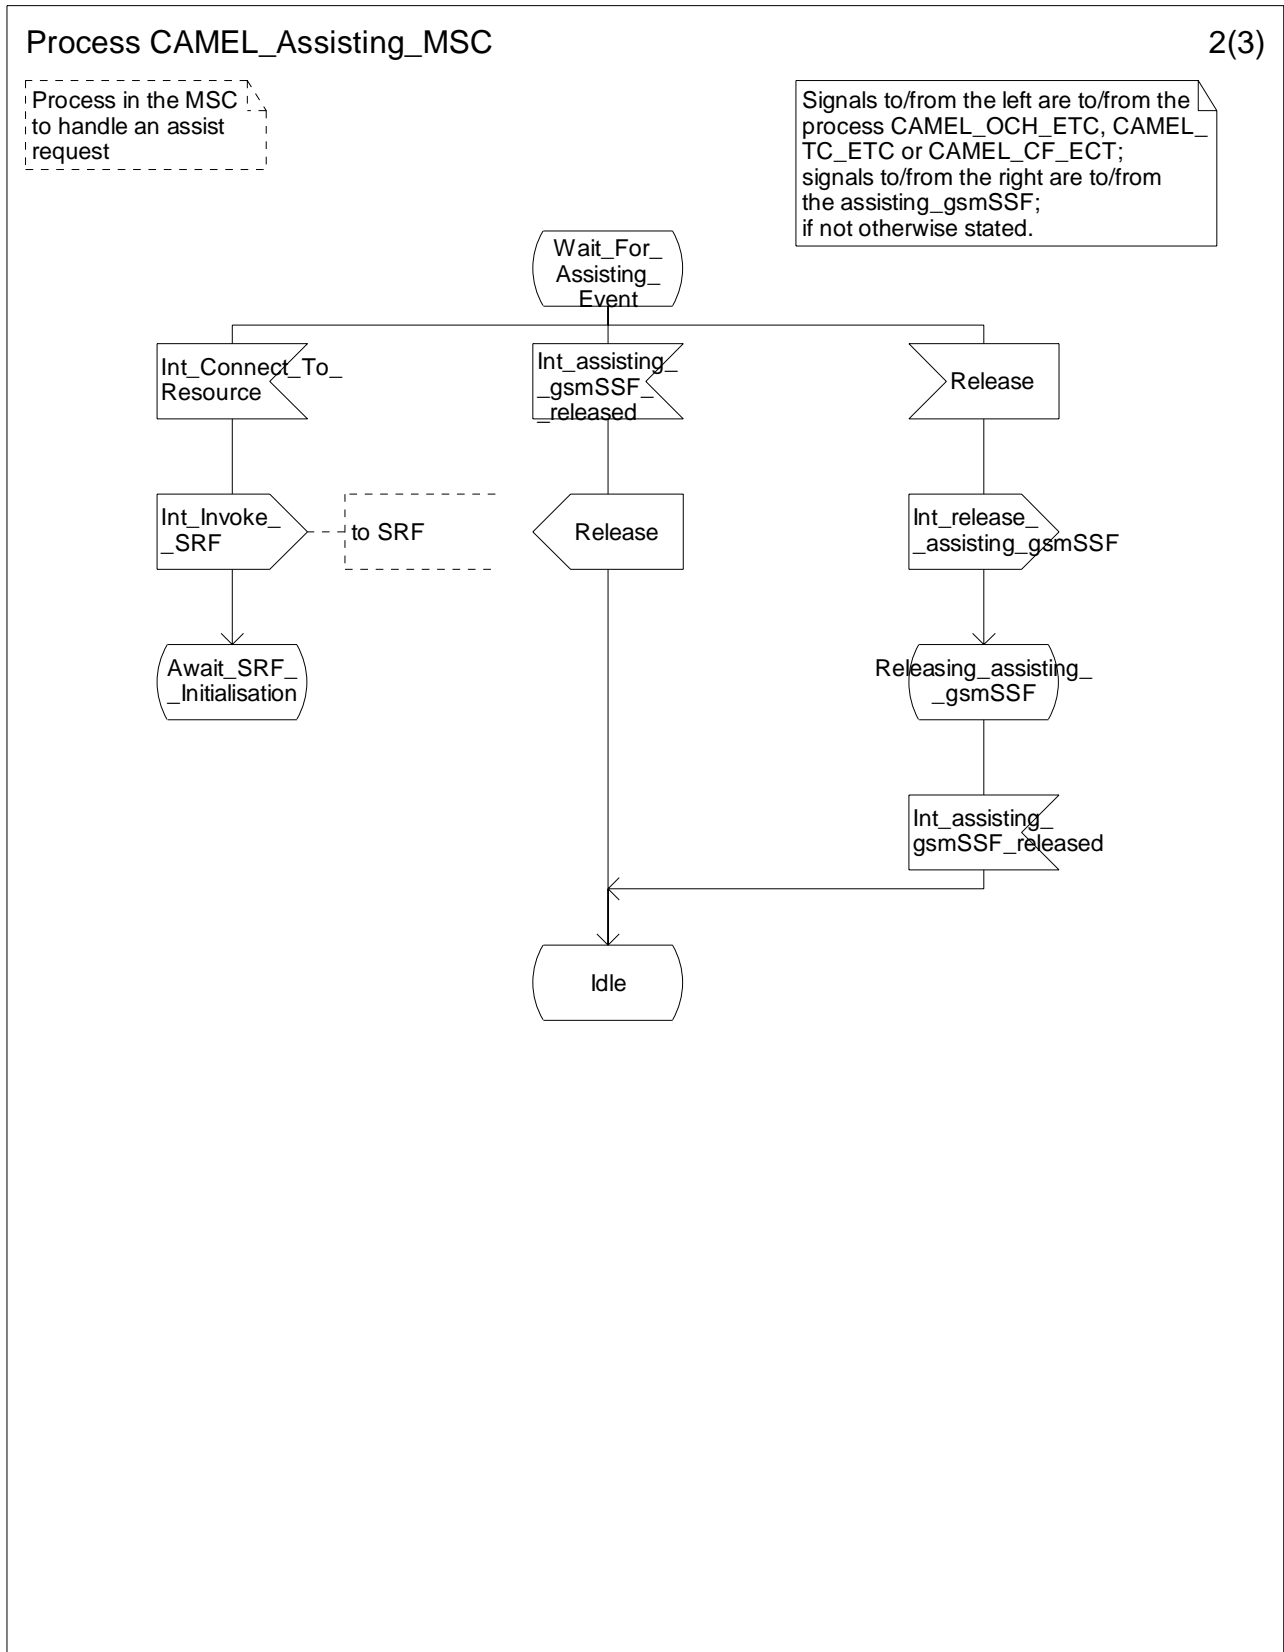 Process CAMEL_Assisting_MSC
2(3)
Process in the MSC
to handle an assist
request
Signals to/from the left are to/from the
process CAMEL_OCH_ETC, CAMEL_
TC_ETC or CAMEL_CF_ECT;
signals to/from the right are to/from
the assisting_gsmSSF;
if not otherwise stated.
Wait_For_
Assisting_
Event
Int_Connect_To_
Resource
Int_assisting_
_gsmSSF_
_released
Release
Int_Invoke_
_SRF
to SRF
Release
Int_release_
_assisting_gsmSSF
Await_SRF_
_Initialisation
Releasing_assisting_
_gsmSSF
Int_assisting_
gsmSSF_released
Idle